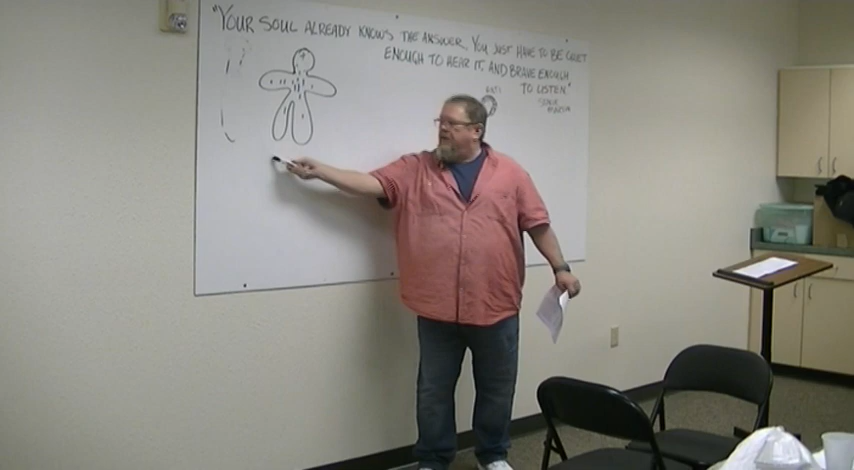 "YOUR SOUL ALREADY KNOWS THE ANSWER. YOU JUST HAVE TO BE QUIET
ENOUGH TO HEAR IT, AND BRAVE ENOUGH
TO LISTEN."